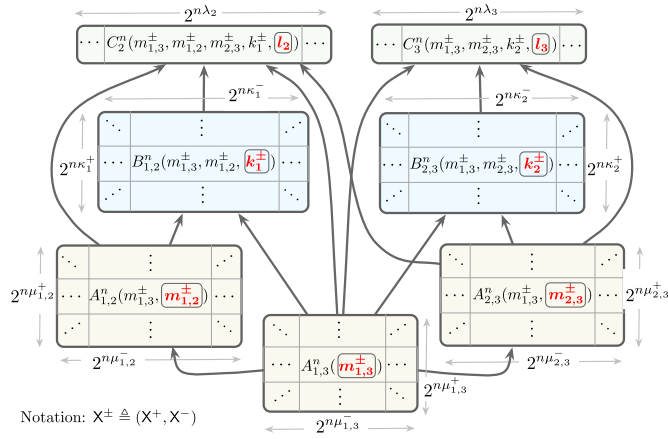 2^{nλ_2} 2^{nλ_3}
⋯ C_2^n(m_{1,3}^±, m_{1,2}^±, m_{2,3}^±, k_1^±, l_2) ⋯ ⋯ C_3^n(m_{1,3}^±, m_{2,3}^±, k_2^±, l_3) ⋯
2^{nκ_1^-} 2^{nκ_2^-}
⋱ ⋮ ⋰ ⋱ ⋮ ⋰
2^{nκ_1^+} B_{1,2}^n(m_{1,3}^±, m_{1,2}^±, k_1^±) ⋯ ⋯ B_{2,3}^n(m_{1,3}^±, m_{2,3}^±, k_2^±) ⋯ 2^{nκ_2^+}
⋰ ⋮ ⋱ ⋰ ⋮ ⋱
⋱ ⋮ ⋰ ⋱ ⋮ ⋰
2^{nμ_{1,2}^+} ⋯ A_{1,2}^n(m_{1,3}^±, m_{1,2}^±) ⋯ ⋯ A_{2,3}^n(m_{1,3}^±, m_{2,3}^±) ⋯ 2^{nμ_{2,3}^+}
⋰ ⋮ ⋱ ⋰ ⋮ ⋱
2^{nμ_{1,2}^-} 2^{nμ_{2,3}^-}
⋱ ⋮ ⋰
⋯ A_{1,3}^n(m_{1,3}^±) ⋯ 2^{nμ_{1,3}^+}
⋰ ⋮ ⋱
2^{nμ_{1,3}^-}
Notation: X^± ≜ (X^+, X^-)